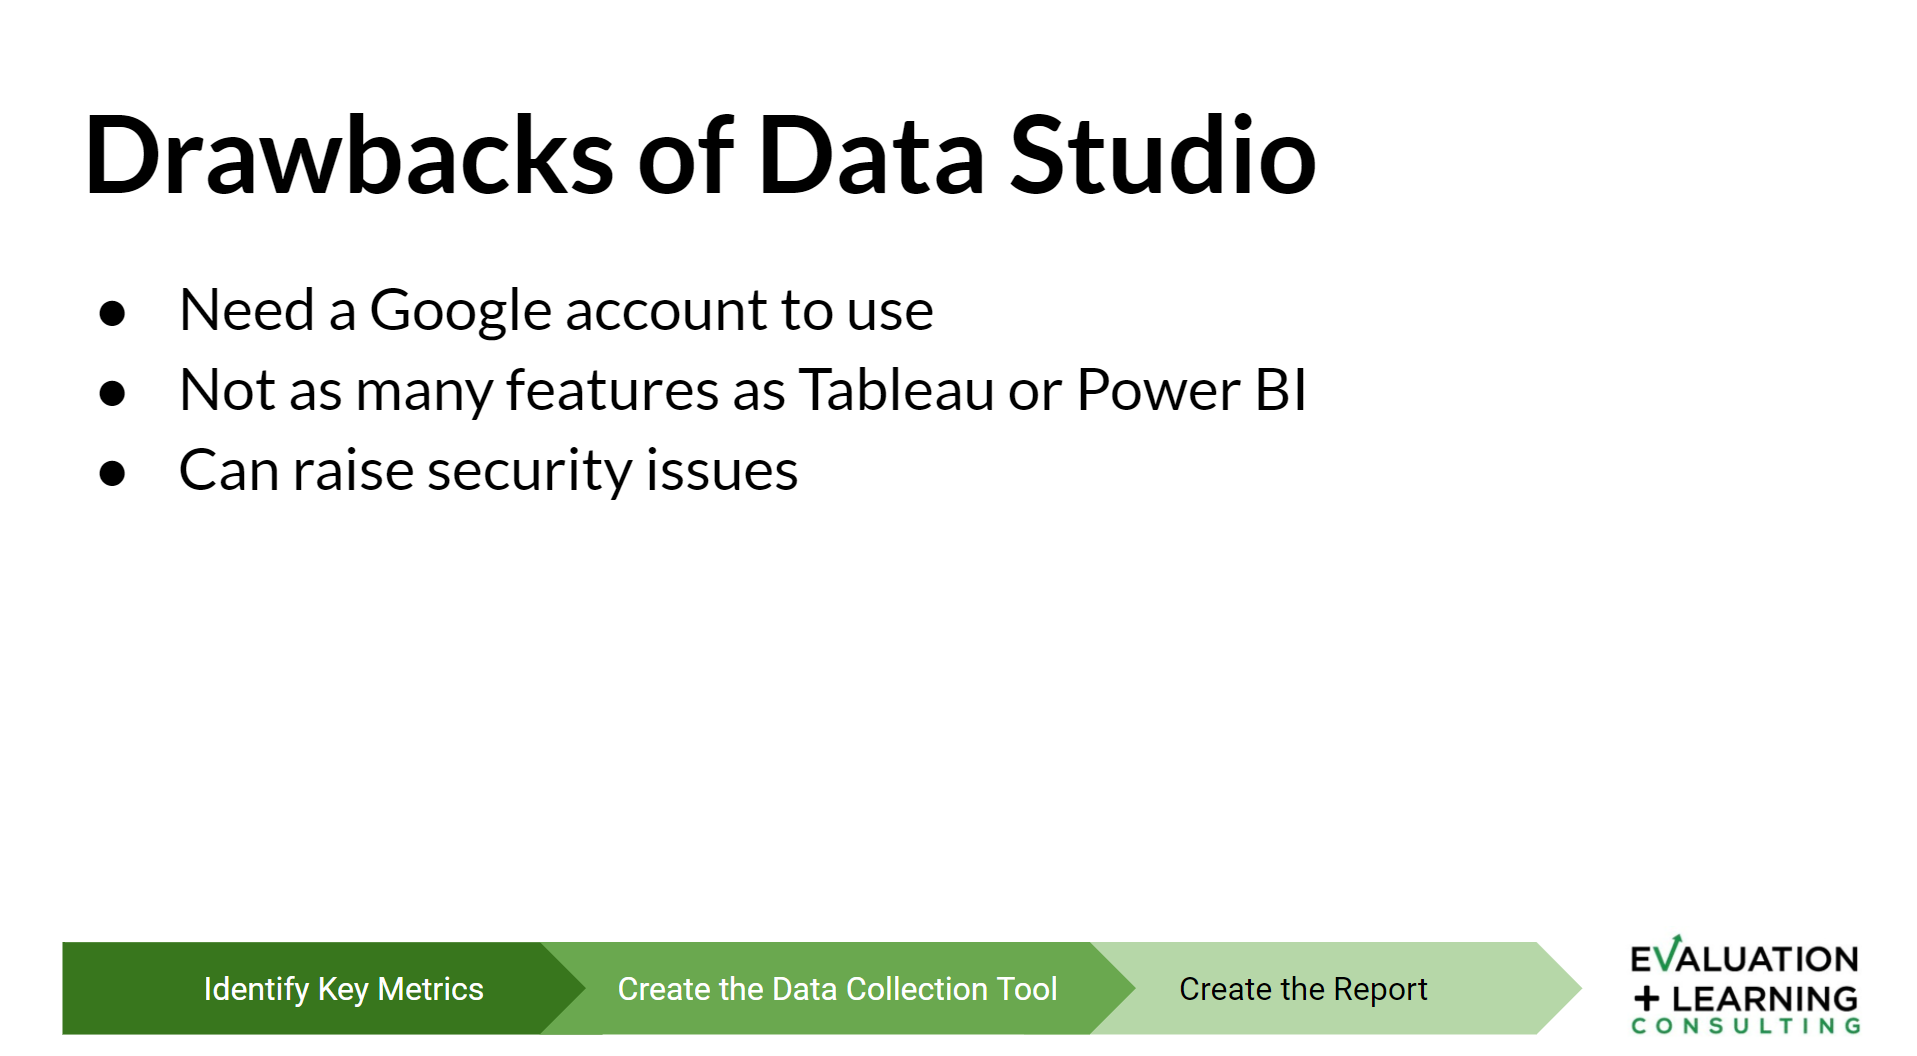 Drawbacks of Data Studio
● Need a Google account to use
● Not as many features as Tableau or Power BI
● Can raise security issues
Identify Key Metrics
Create the Data Collection Tool
Create the Report
EVALUATION
+ LEARNING
CONSULTING